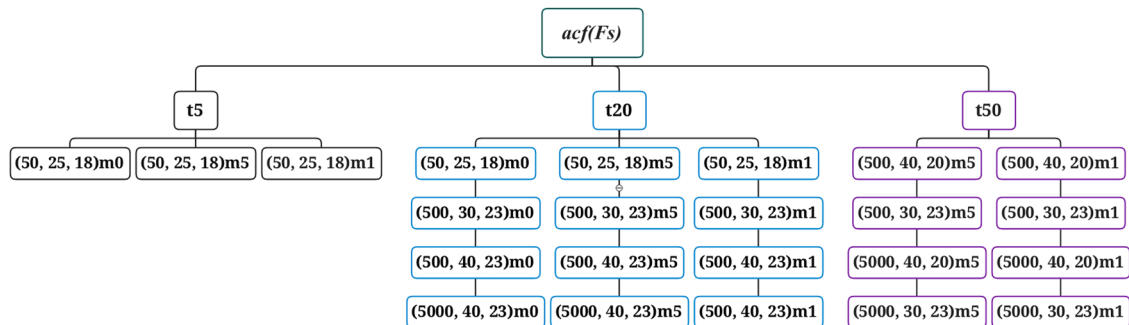 acf(Fs)
t5
t20
t50
(50, 25, 18)m0
(50, 25, 18)m5
(50, 25, 18)m1
(50, 25, 18)m0
(50, 25, 18)m5
(50, 25, 18)m1
(500, 40, 20)m5
(500, 40, 20)m1
(500, 30, 23)m0
(500, 30, 23)m5
(500, 30, 23)m1
(500, 30, 23)m5
(500, 30, 23)m1
(500, 40, 23)m0
(500, 40, 23)m5
(500, 40, 23)m1
(5000, 40, 20)m5
(5000, 40, 20)m1
(5000, 40, 23)m0
(5000, 40, 23)m5
(500, 40, 23)m1
(5000, 30, 23)m5
(5000, 30, 23)m1